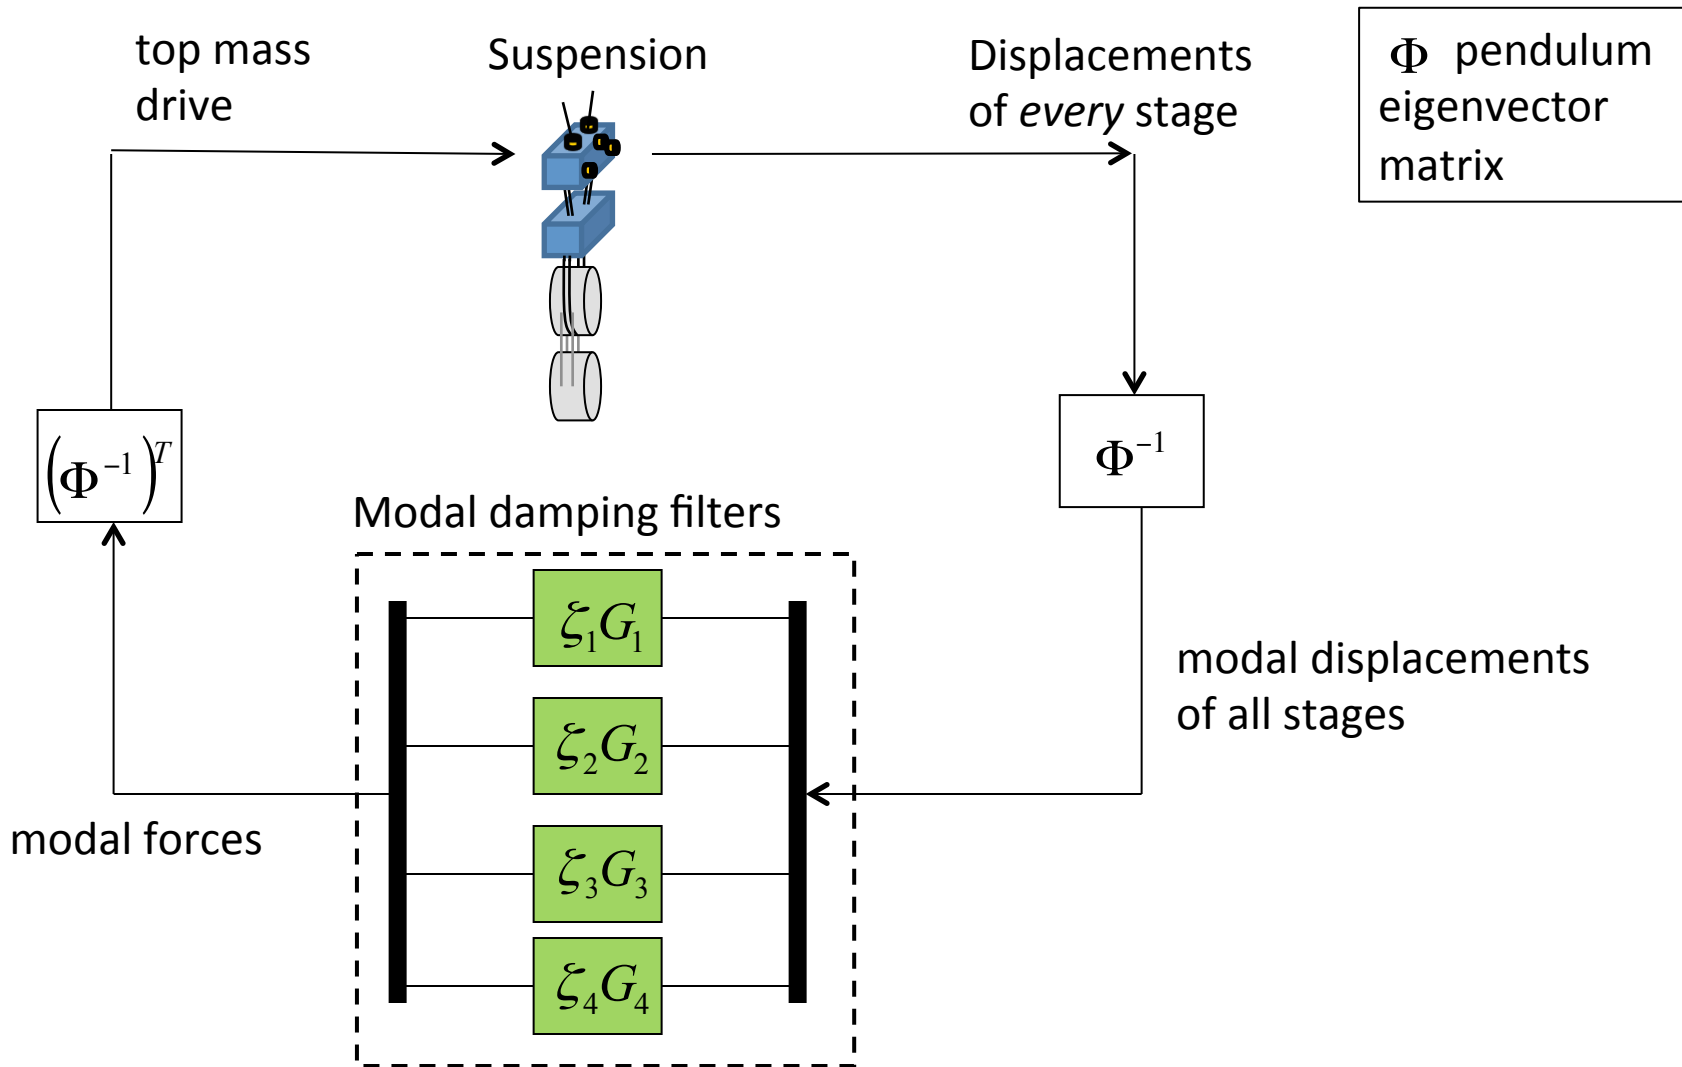 top mass
drive
Suspension
Displacements
of every stage
Φ pendulum
eigenvector
matrix
(Φ⁻¹)ᵀ
Φ⁻¹
Modal damping filters
ζ₁G₁
ζ₂G₂
ζ₃G₃
ζ₄G₄
modal displacements
of all stages
modal forces